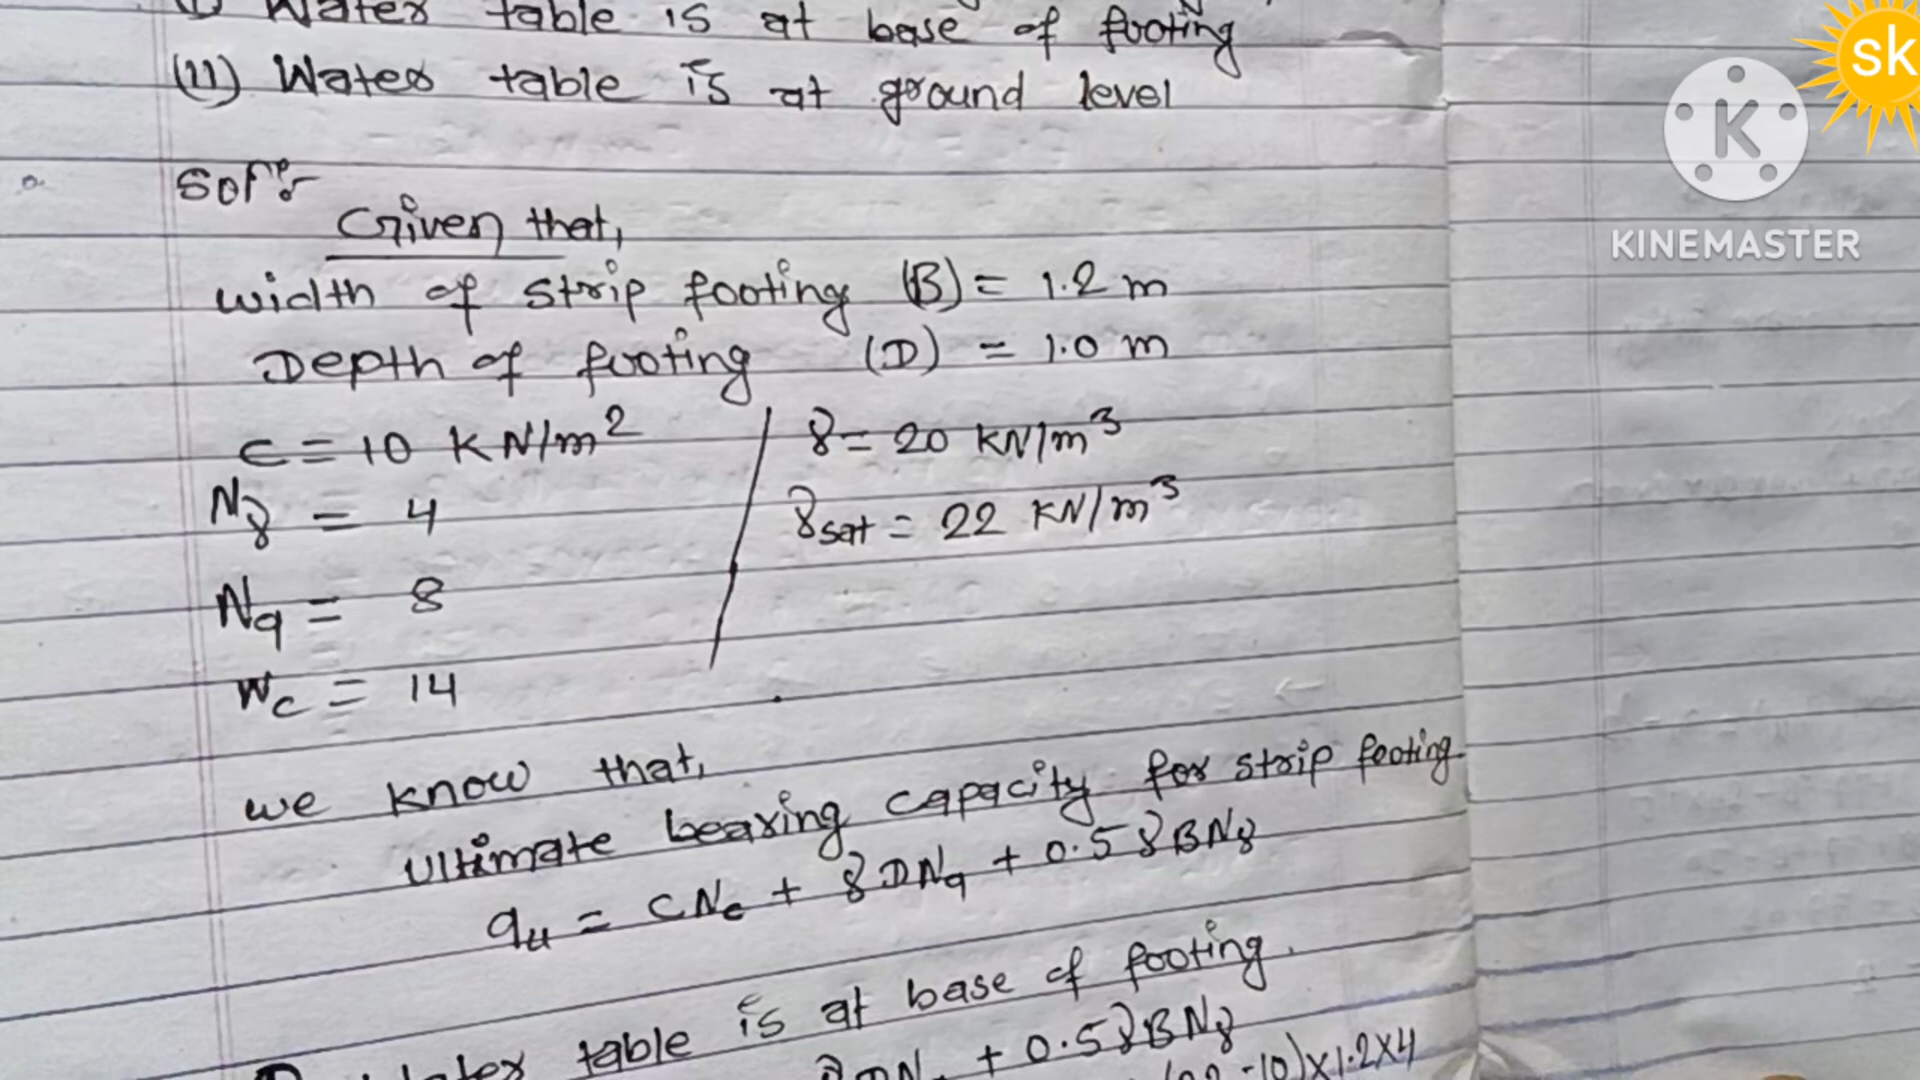 Water table is at base of footing
(II) Water table is at ground level
sk
K
KINEMASTER
Solⁿ:-
Given that,
width of strip footing (B) = 1.2 m
Depth of footing (D) = 1.0 m
c = 10 KN/m²
γ = 20 KN/m³
Nγ = 4
γsat = 22 KN/m³
Nq = 8
Nc = 14
we know that,
Ultimate bearing capacity for strip footing
qu = CNc + γDNq + 0.5γBNγ
table is at base of footing.
+ 0.5γBNγ
-10)×1.2×4